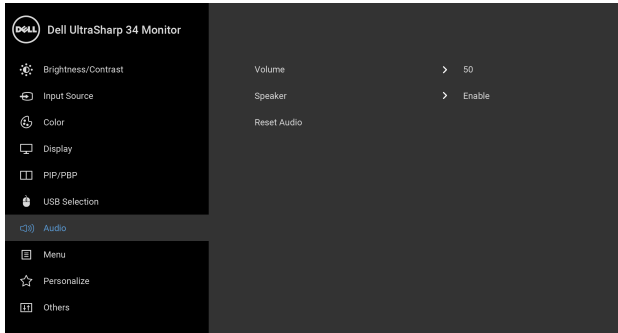 DELL Dell UltraSharp 34 Monitor
Brightness/Contrast
Volume 50
Input Source
Speaker Enable
Color
Reset Audio
Display
PIP/PBP
USB Selection
Audio
Menu
Personalize
Others